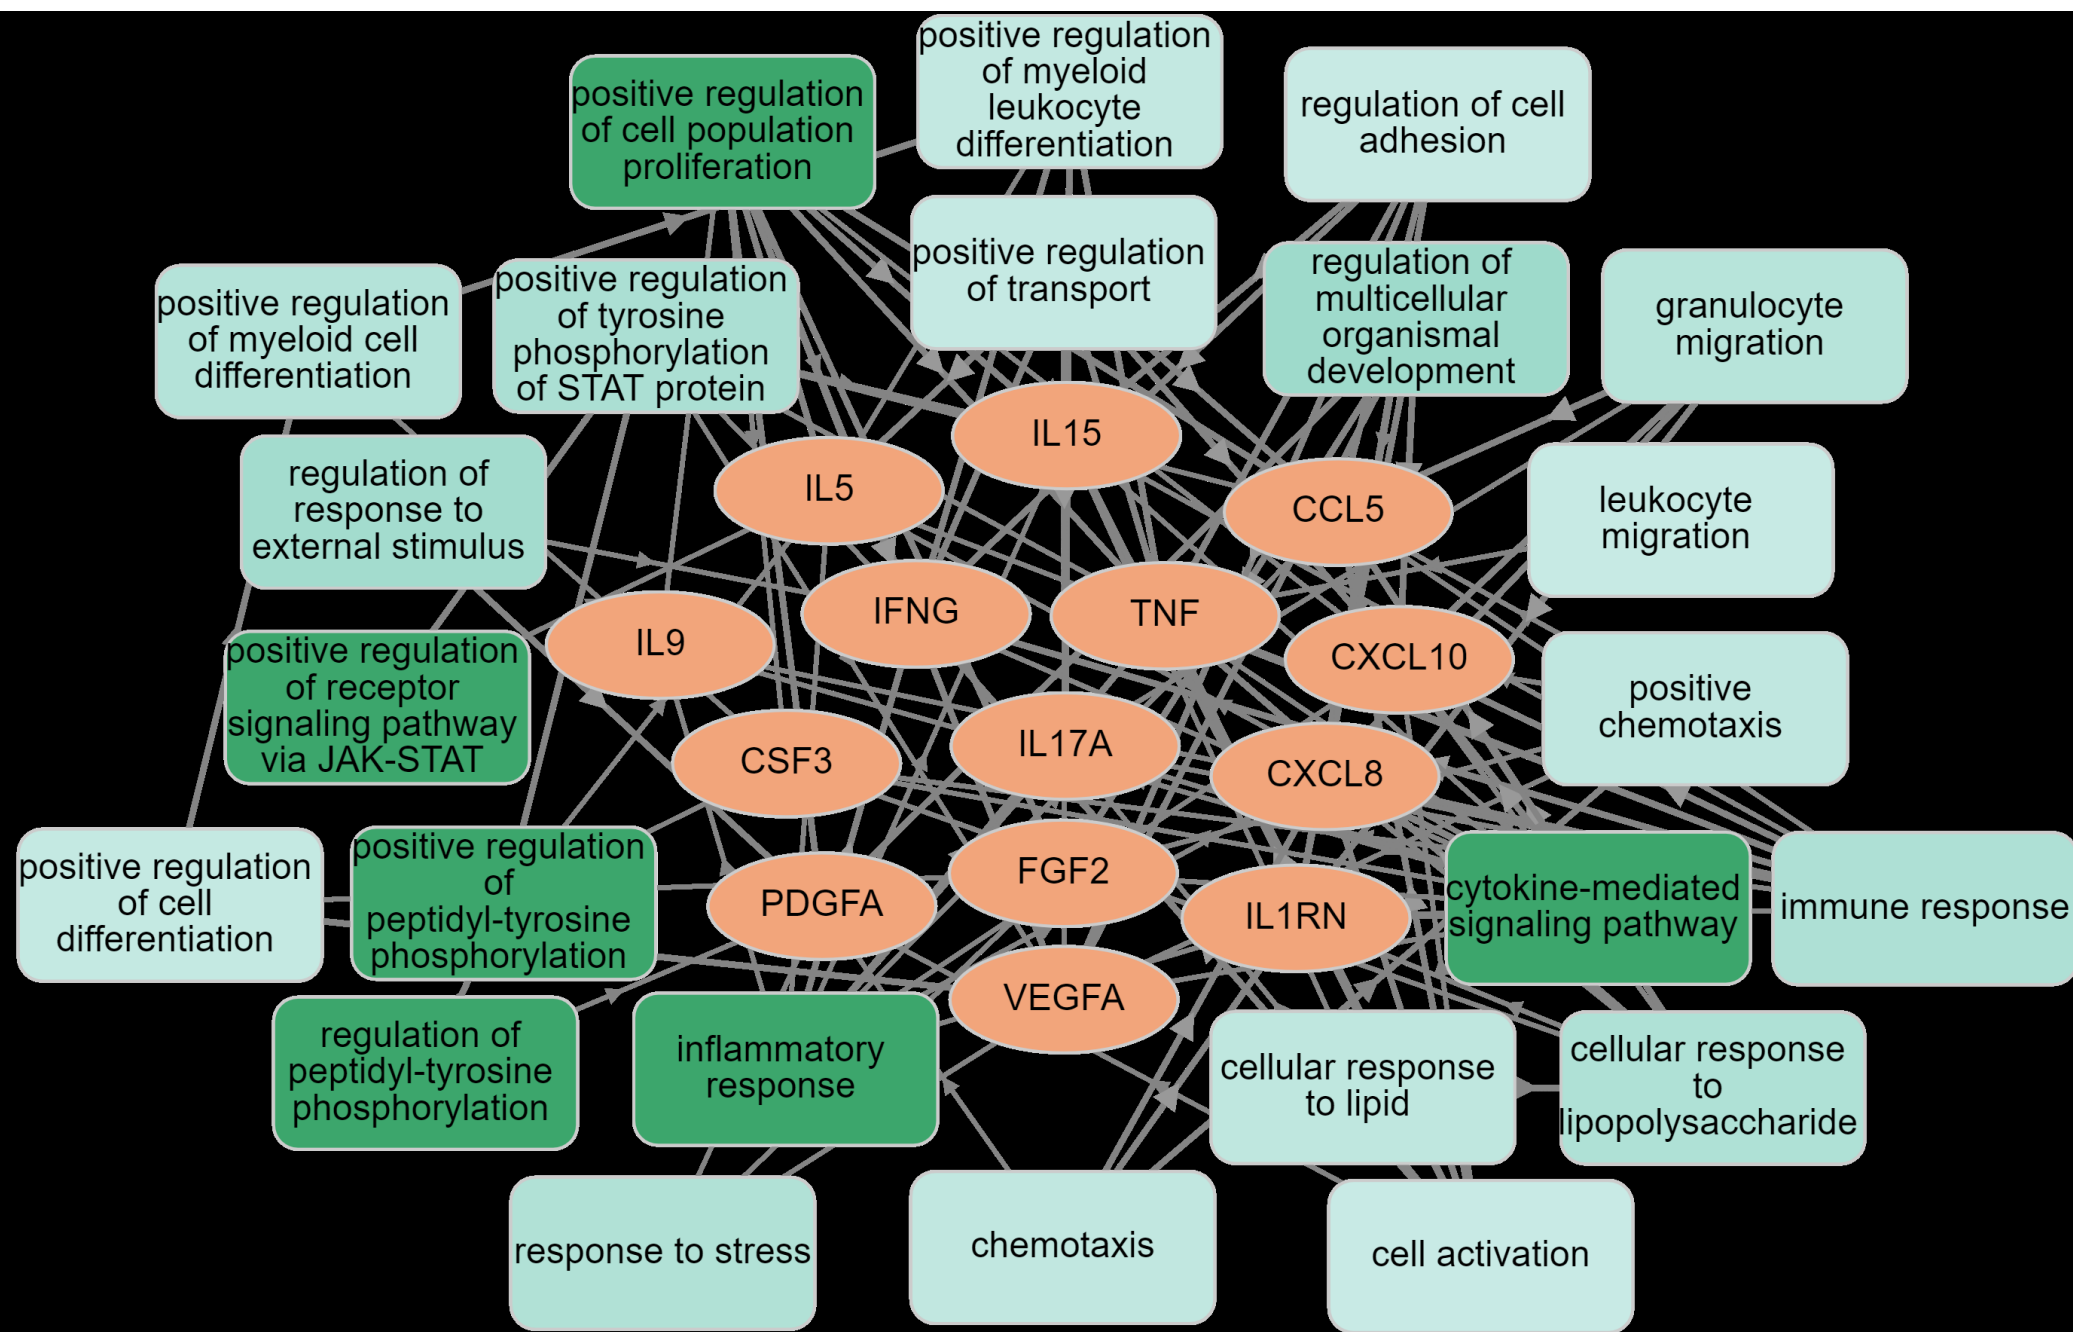 positive regulation
of myeloid
leukocyte
differentiation
positive regulation
of cell population
proliferation
regulation of cell
adhesion
positive regulation
of transport
regulation of
multicellular
organismal
development
granulocyte
migration
positive regulation
of myeloid cell
differentiation
positive regulation
of tyrosine
phosphorylation
of STAT protein
IL15
IL5
CCL5
regulation of
response to
external stimulus
leukocyte
migration
IFNG
TNF
IL9
CXCL10
positive regulation
of receptor
signaling pathway
via JAK-STAT
positive
chemotaxis
CSF3
IL17A
CXCL8
positive regulation
of cell
differentiation
positive regulation
of
peptidyl-tyrosine
phosphorylation
PDGFA
FGF2
IL1RN
cytokine-mediated
signaling pathway
immune response
VEGFA
regulation of
peptidyl-tyrosine
phosphorylation
inflammatory
response
cellular response
to lipid
cellular response
to
lipopolysaccharide
response to stress
chemotaxis
cell activation